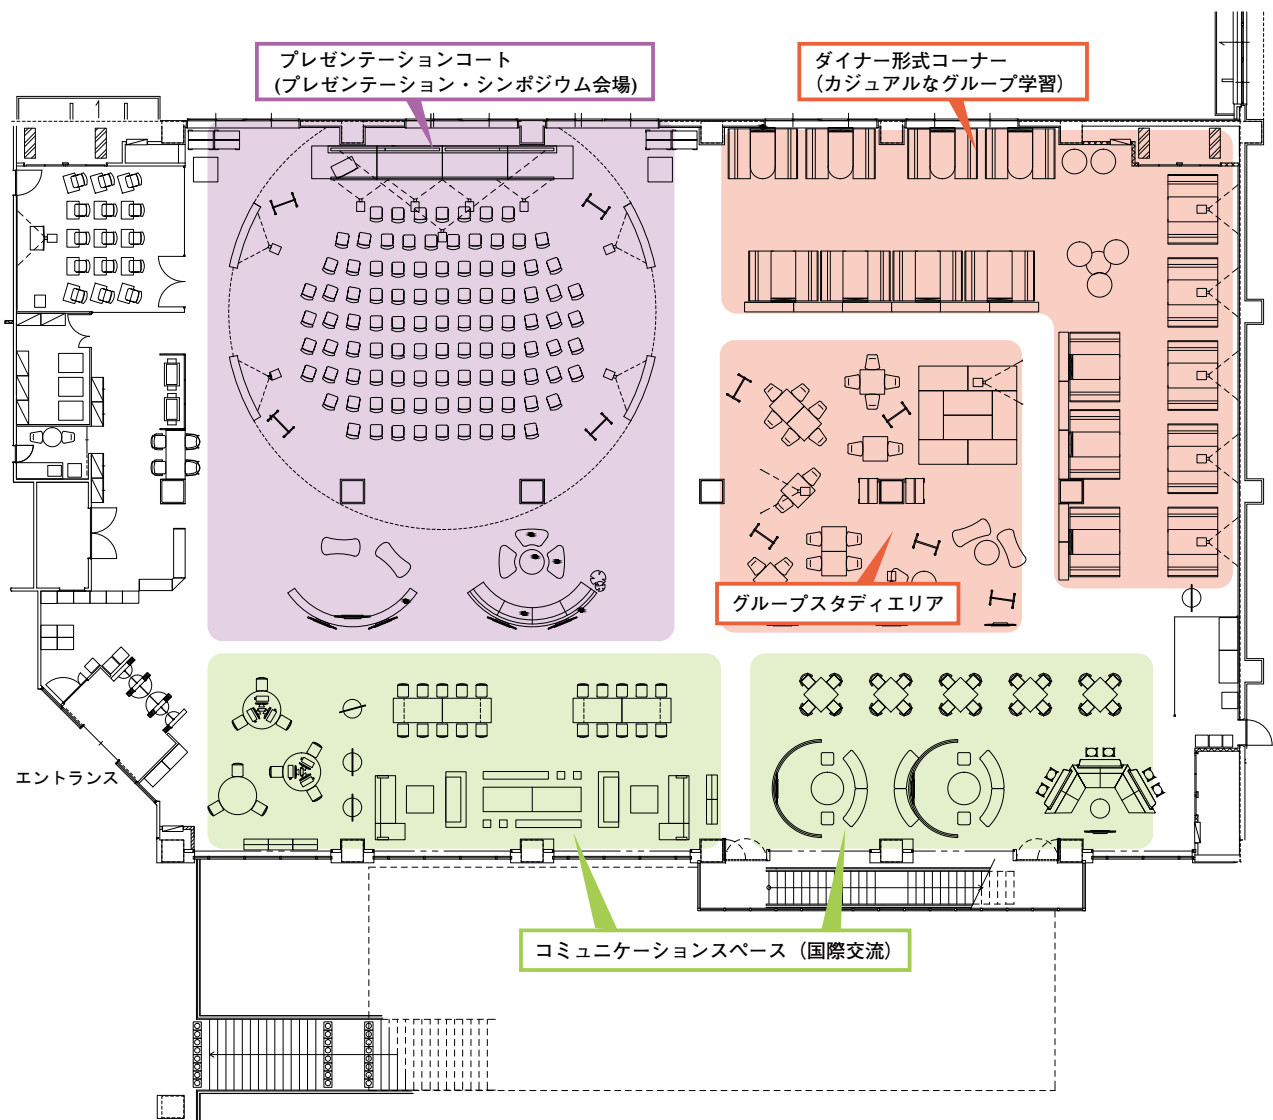 プレゼンテーションコート
(プレゼンテーション・シンポジウム会場)
ダイナー形式コーナー
（カジュアルなグループ学習）
グループスタディエリア
エントランス
コミュニケーションスペース（国際交流）